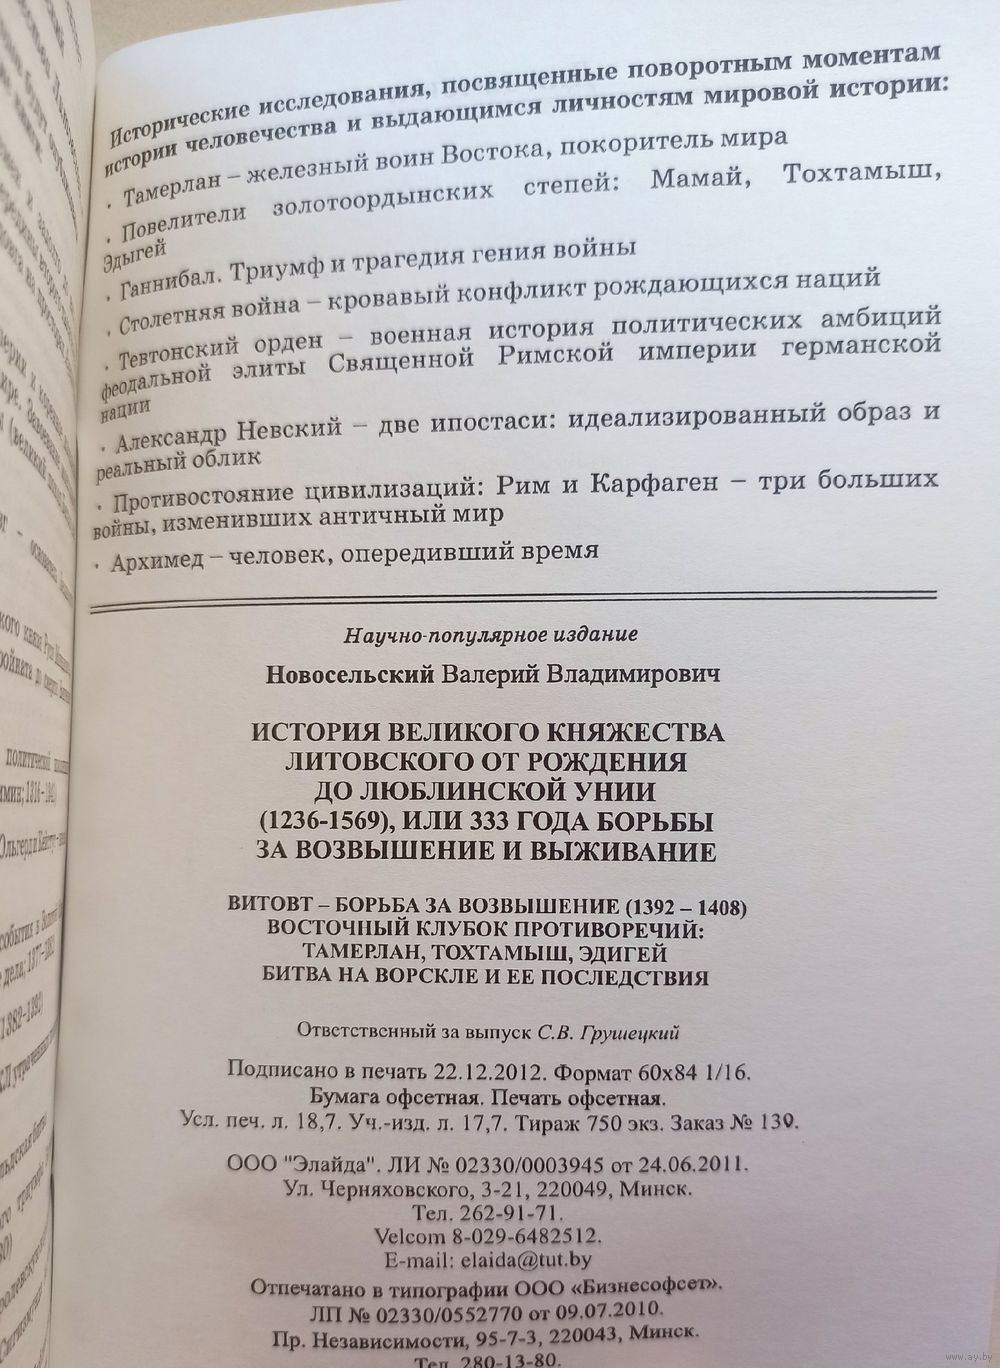 Исторические исследования, посвященные поворотным моментам
истории человечества и выдающимся личностям мировой истории:
· Тамерлан – железный воин Востока, покоритель мира
· Повелители золотоордынских степей: Мамай, Тохтамыш,
Эдыгей
· Ганнибал. Триумф и трагедия гения войны
· Столетняя война – кровавый конфликт рождающихся наций
· Тевтонский орден – военная история политических амбиций
феодальной элиты Священной Римской империи германской
нации
· Александр Невский – две ипостаси: идеализированный образ и
реальный облик
· Противостояние цивилизаций: Рим и Карфаген – три больших
войны, изменивших античный мир
· Архимед – человек, опередивший время
Научно-популярное издание
Новосельский Валерий Владимирович
ИСТОРИЯ ВЕЛИКОГО КНЯЖЕСТВА
ЛИТОВСКОГО ОТ РОЖДЕНИЯ
ДО ЛЮБЛИНСКОЙ УНИИ
(1236-1569), ИЛИ 333 ГОДА БОРЬБЫ
ЗА ВОЗВЫШЕНИЕ И ВЫЖИВАНИЕ
ВИТОВТ – БОРЬБА ЗА ВОЗВЫШЕНИЕ (1392 – 1408)
ВОСТОЧНЫЙ КЛУБОК ПРОТИВОРЕЧИЙ:
ТАМЕРЛАН, ТОХТАМЫШ, ЭДИГЕЙ
БИТВА НА ВОРСКЛЕ И ЕЕ ПОСЛЕДСТВИЯ
Ответственный за выпуск С.В. Грушецкий
Подписано в печать 22.12.2012. Формат 60х84 1/16.
Бумага офсетная. Печать офсетная.
Усл. печ. л. 18,7. Уч.-изд. л. 17,7. Тираж 750 экз. Заказ № 130.
ООО "Элайда". ЛИ № 02330/0003945 от 24.06.2011.
Ул. Черняховского, 3-21, 220049, Минск.
Тел. 262-91-71.
Velcom 8-029-6482512.
E-mail: elaida@tut.by
Отпечатано в типографии ООО «Бизнесофсет».
ЛП № 02330/0552770 от 09.07.2010.
Пр. Независимости, 95-7-3, 220043, Минск.
Тел. 280-13-80.
www.ay.by